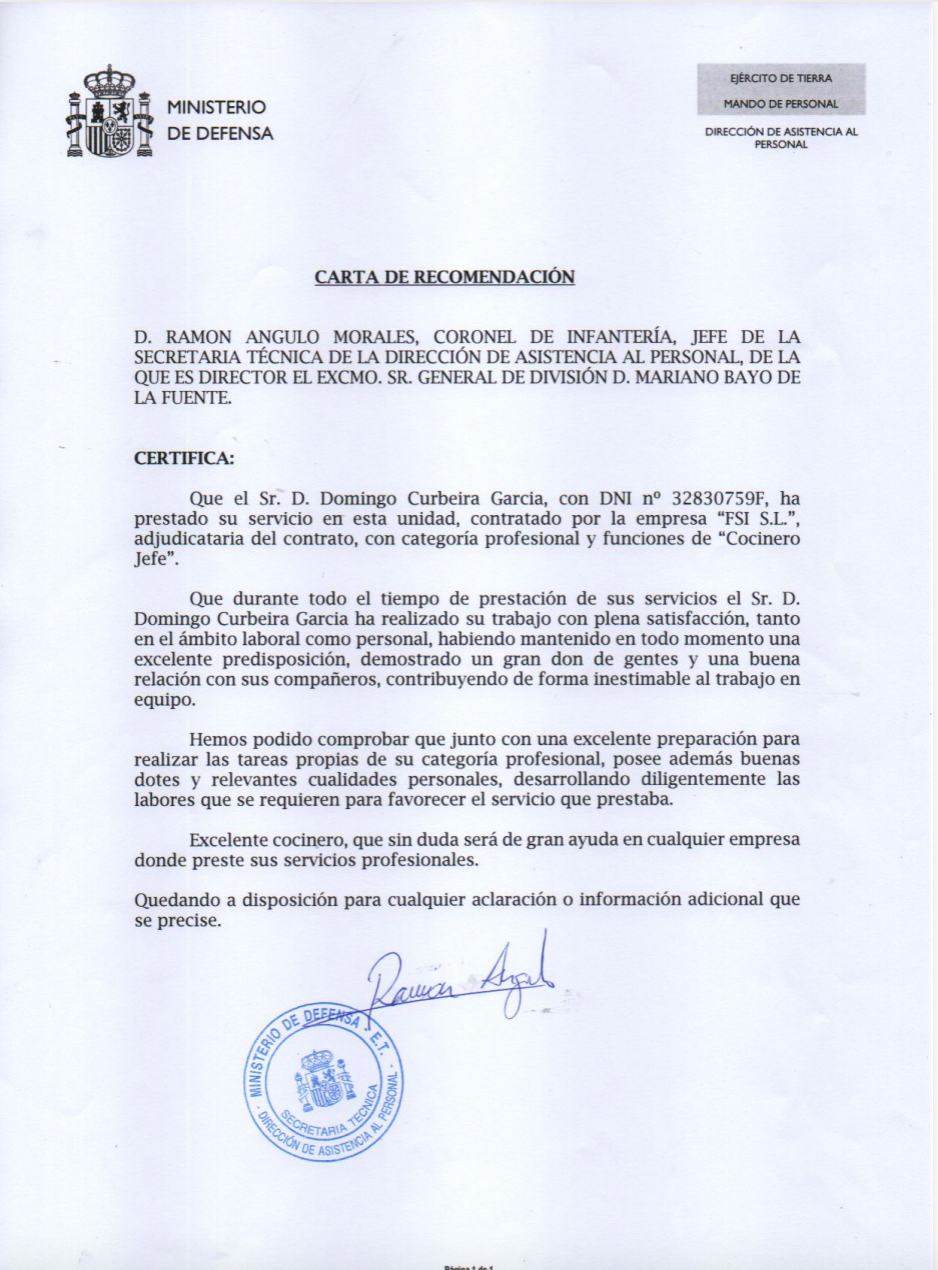 MINISTERIO
DE DEFENSA
EJÉRCITO DE TIERRA
MANDO DE PERSONAL
DIRECCIÓN DE ASISTENCIA AL
PERSONAL
CARTA DE RECOMENDACIÓN
D. RAMON ANGULO MORALES, CORONEL DE INFANTERÍA, JEFE DE LA
SECRETARIA TÉCNICA DE LA DIRECCIÓN DE ASISTENCIA AL PERSONAL, DE LA
QUE ES DIRECTOR EL EXCMO. SR. GENERAL DE DIVISIÓN D. MARIANO BAYO DE
LA FUENTE.
CERTIFICA:
Que el Sr. D. Domingo Curbeira Garcia, con DNI nº 32830759F, ha
prestado su servicio en esta unidad, contratado por la empresa “FSI S.L.”,
adjudicataria del contrato, con categoría profesional y funciones de “Cocinero
Jefe”.
Que durante todo el tiempo de prestación de sus servicios el Sr. D.
Domingo Curbeira Garcia ha realizado su trabajo con plena satisfacción, tanto
en el ámbito laboral como personal, habiendo mantenido en todo momento una
excelente predisposición, demostrado un gran don de gentes y una buena
relación con sus compañeros, contribuyendo de forma inestimable al trabajo en
equipo.
Hemos podido comprobar que junto con una excelente preparación para
realizar las tareas propias de su categoría profesional, posee además buenas
dotes y relevantes cualidades personales, desarrollando diligentemente las
labores que se requieren para favorecer el servicio que prestaba.
Excelente cocinero, que sin duda será de gran ayuda en cualquier empresa
donde preste sus servicios profesionales.
Quedando a disposición para cualquier aclaración o información adicional que
se precise.
Ramón Angulo
MINISTERIO DE DEFENSA - E.T.
SECRETARIA TECNICA
- DIRECCIÓN DE ASISTENCIA AL PERSONAL -
Página 1 de 1